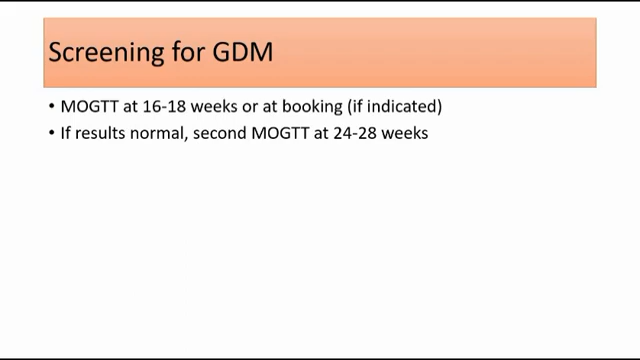 Screening for GDM
• MOGTT at 16-18 weeks or at booking (if indicated)
• If results normal, second MOGTT at 24-28 weeks